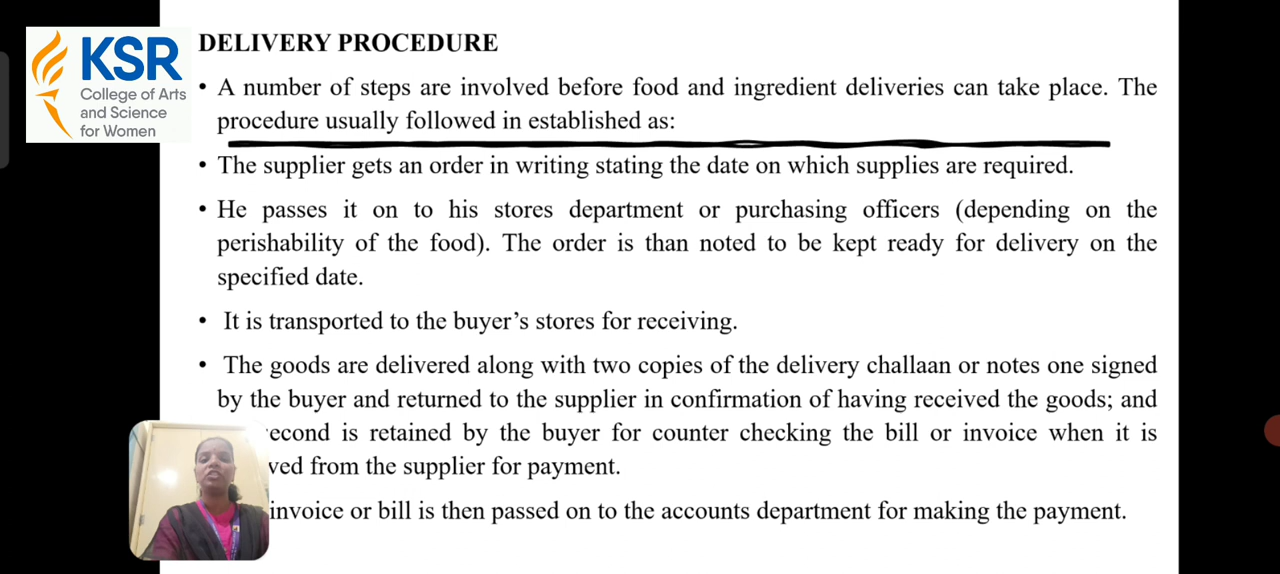 KSR
College of Arts
and Science
for Women
DELIVERY PROCEDURE
• A number of steps are involved before food and ingredient deliveries can take place. The
procedure usually followed in established as:
• The supplier gets an order in writing stating the date on which supplies are required.
• He passes it on to his stores department or purchasing officers (depending on the
perishability of the food). The order is than noted to be kept ready for delivery on the
specified date.
• It is transported to the buyer's stores for receiving.
• The goods are delivered along with two copies of the delivery challaan or notes one signed
by the buyer and returned to the supplier in confirmation of having received the goods; and
is retained by the buyer for counter checking the bill or invoice when it is
from the supplier for payment.
invoice or bill is then passed on to the accounts department for making the payment.